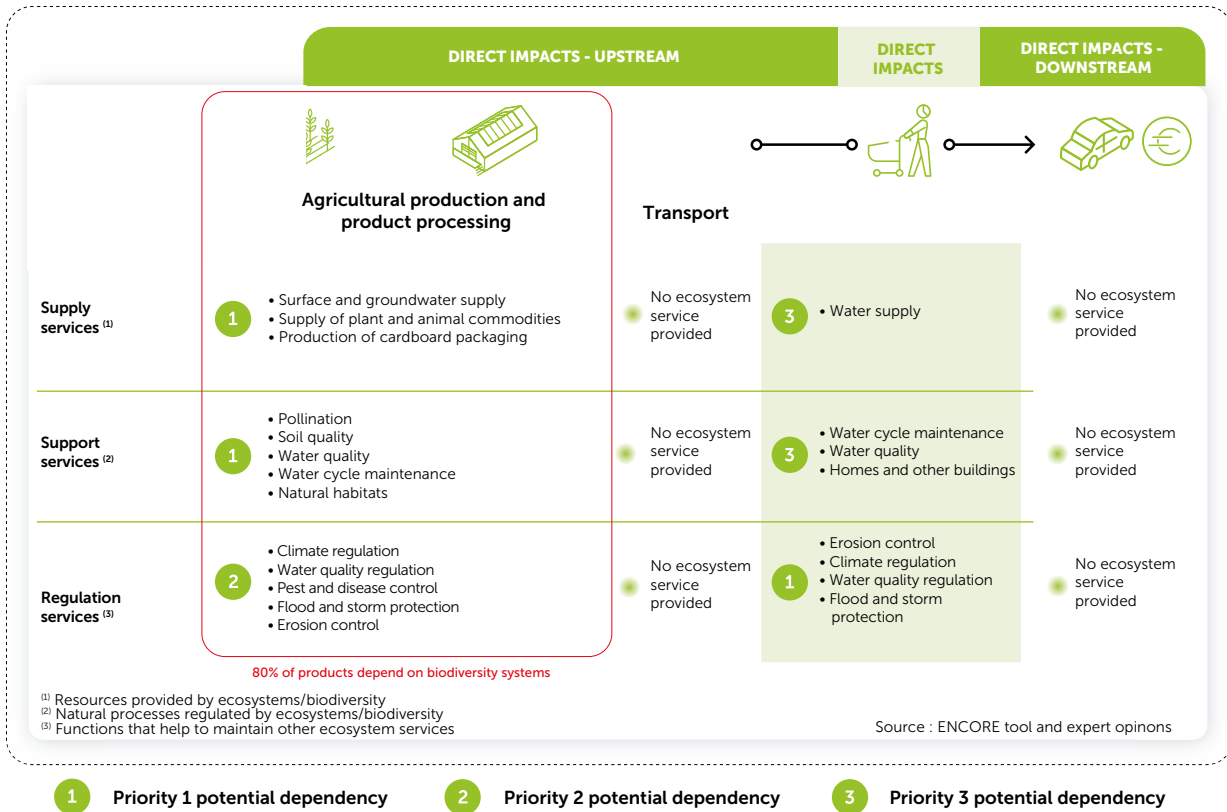 DIRECT IMPACTS - UPSTREAM
DIRECT
IMPACTS
DIRECT IMPACTS -
DOWNSTREAM
Agricultural production and
product processing
Transport
Supply
services (1)
1
• Surface and groundwater supply
• Supply of plant and animal commodities
• Production of cardboard packaging
No ecosystem
service
provided
3
• Water supply
No ecosystem
service
provided
Support
services (2)
1
• Pollination
• Soil quality
• Water quality
• Water cycle maintenance
• Natural habitats
No ecosystem
service
provided
3
• Water cycle maintenance
• Water quality
• Homes and other buildings
No ecosystem
service
provided
Regulation
services (3)
2
• Climate regulation
• Water quality regulation
• Pest and disease control
• Flood and storm protection
• Erosion control
No ecosystem
service
provided
1
• Erosion control
• Climate regulation
• Water quality regulation
• Flood and storm
protection
No ecosystem
service
provided
80% of products depend on biodiversity systems
(1) Resources provided by ecosystems/biodiversity
(2) Natural processes regulated by ecosystems/biodiversity
(3) Functions that help to maintain other ecosystem services
Source : ENCORE tool and expert opinons
1 Priority 1 potential dependency
2 Priority 2 potential dependency
3 Priority 3 potential dependency